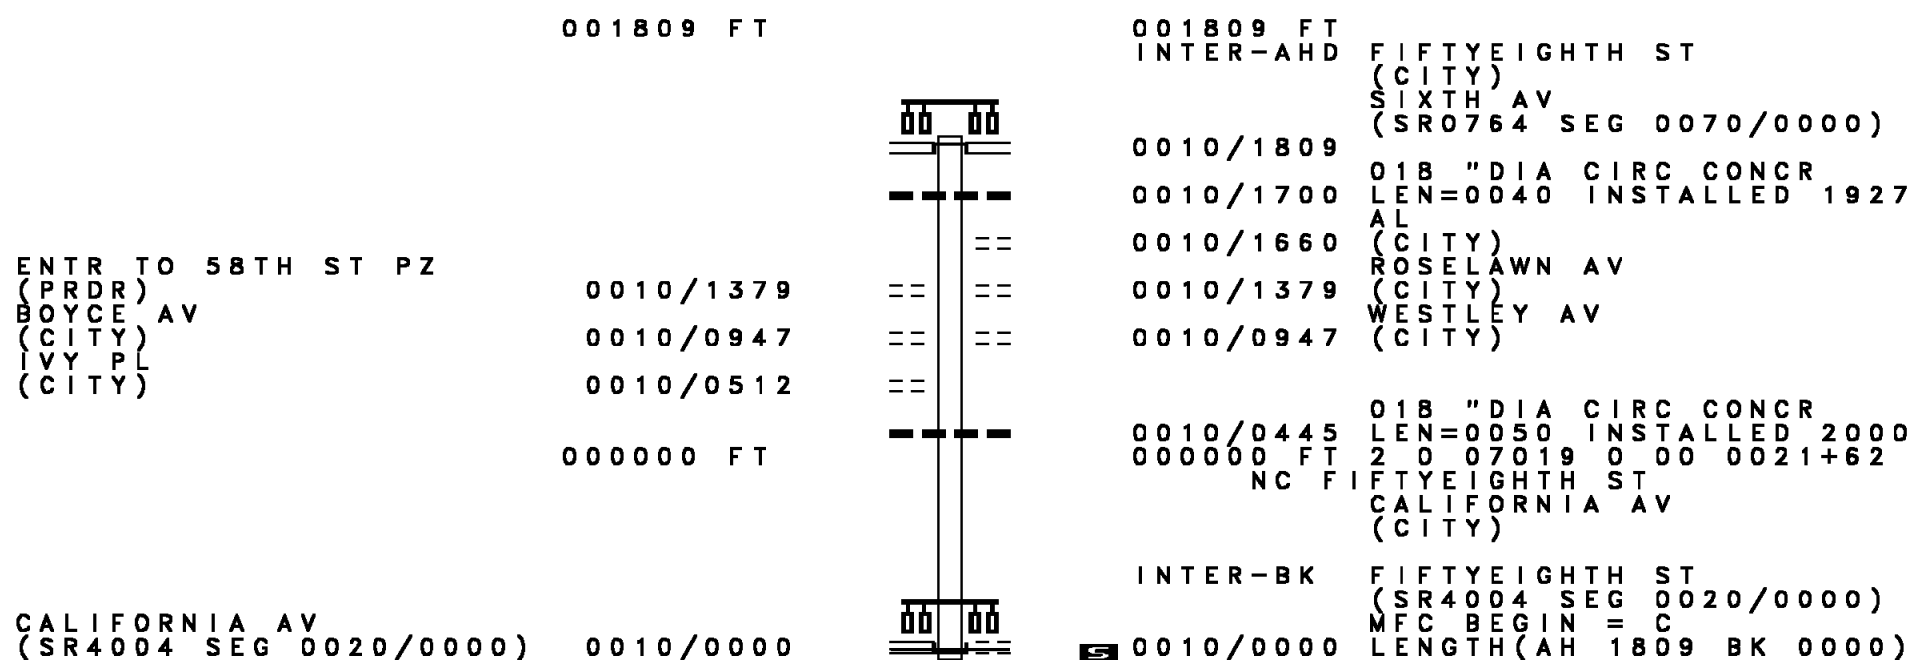 001809 FT 001809 FT
INTER-AHD FIFTYEIGHTH ST
(CITY)
SIXTH AV
(SR0764 SEG 0070/0000)
0010/1809
018 "DIA CIRC CONCR
0010/1700 LEN=0040 INSTALLED 1927
AL
0010/1660 (CITY)
ENTR TO 58TH ST PZ ROSELAWN AV
(PRDR) 0010/1379 0010/1379 (CITY)
BOYCE AV WESTLEY AV
(CITY) 0010/0947 0010/0947 (CITY)
IVY PL
(CITY) 0010/0512
018 "DIA CIRC CONCR
0010/0445 LEN=0050 INSTALLED 2000
000000 FT 000000 FT 2 0 07019 0 00 0021+62
NC FIFTYEIGHTH ST
CALIFORNIA AV
(CITY)
INTER-BK FIFTYEIGHTH ST
(SR4004 SEG 0020/0000)
CALIFORNIA AV MFC BEGIN = C
(SR4004 SEG 0020/0000) 0010/0000 S 0010/0000 LENGTH(AH 1809 BK 0000)